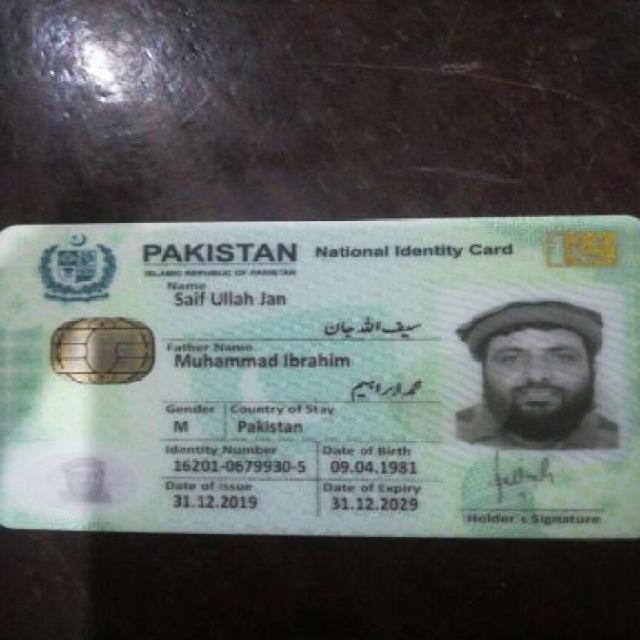 PAKISTAN National Identity Card
ISLAMIC REPUBLIC OF PAKISTAN
Name
Saif Ullah Jan
سیف اللہ جان
Father Name
Muhammad Ibrahim
محمد ابراہیم
Gender Country of Stay
M Pakistan
Identity Number Date of Birth
16201-0679930-5 09.04.1981
Date of Issue Date of Expiry
31.12.2019 31.12.2029
Holder's Signature